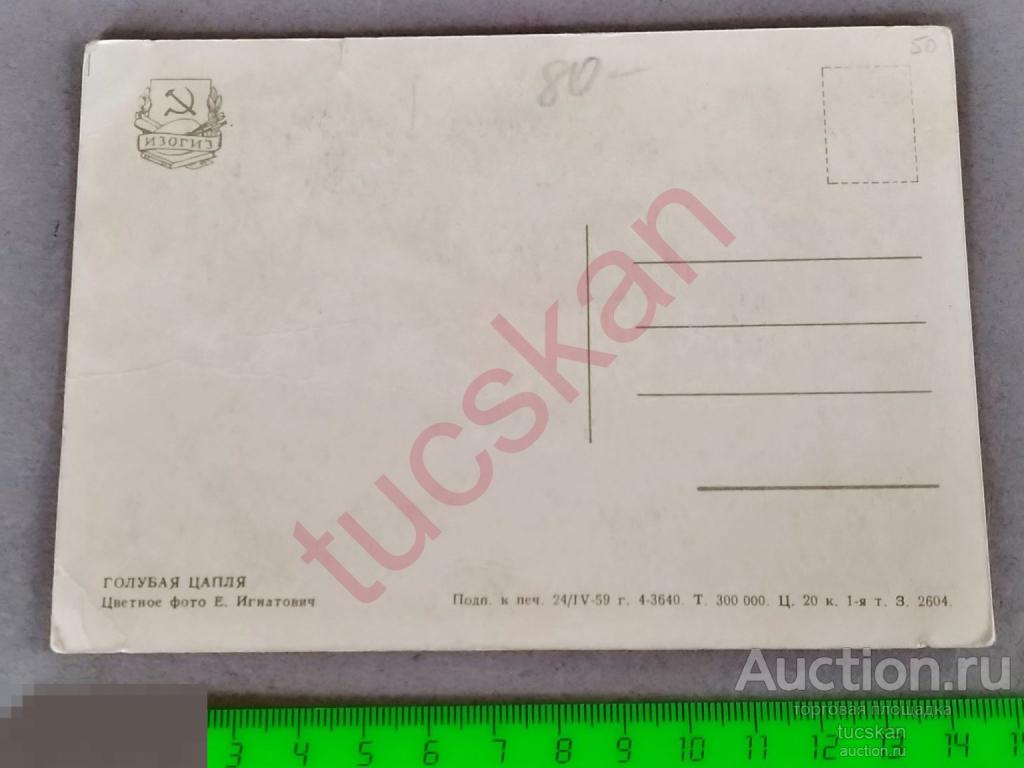 50
80-
ИЗОГИЗ
tucskan
ГОЛУБАЯ ЦАПЛЯ
Цветное фото Е. Игнатович
Подп. к печ. 24/IV-59 г. 4-3640. Т. 300 000. Ц. 20 к. 1-я т. З. 2604.
Auction.ru
торговая площадка
tucskan
auction.ru
3 4 5 6 7 8 9 10 11 12 13 14